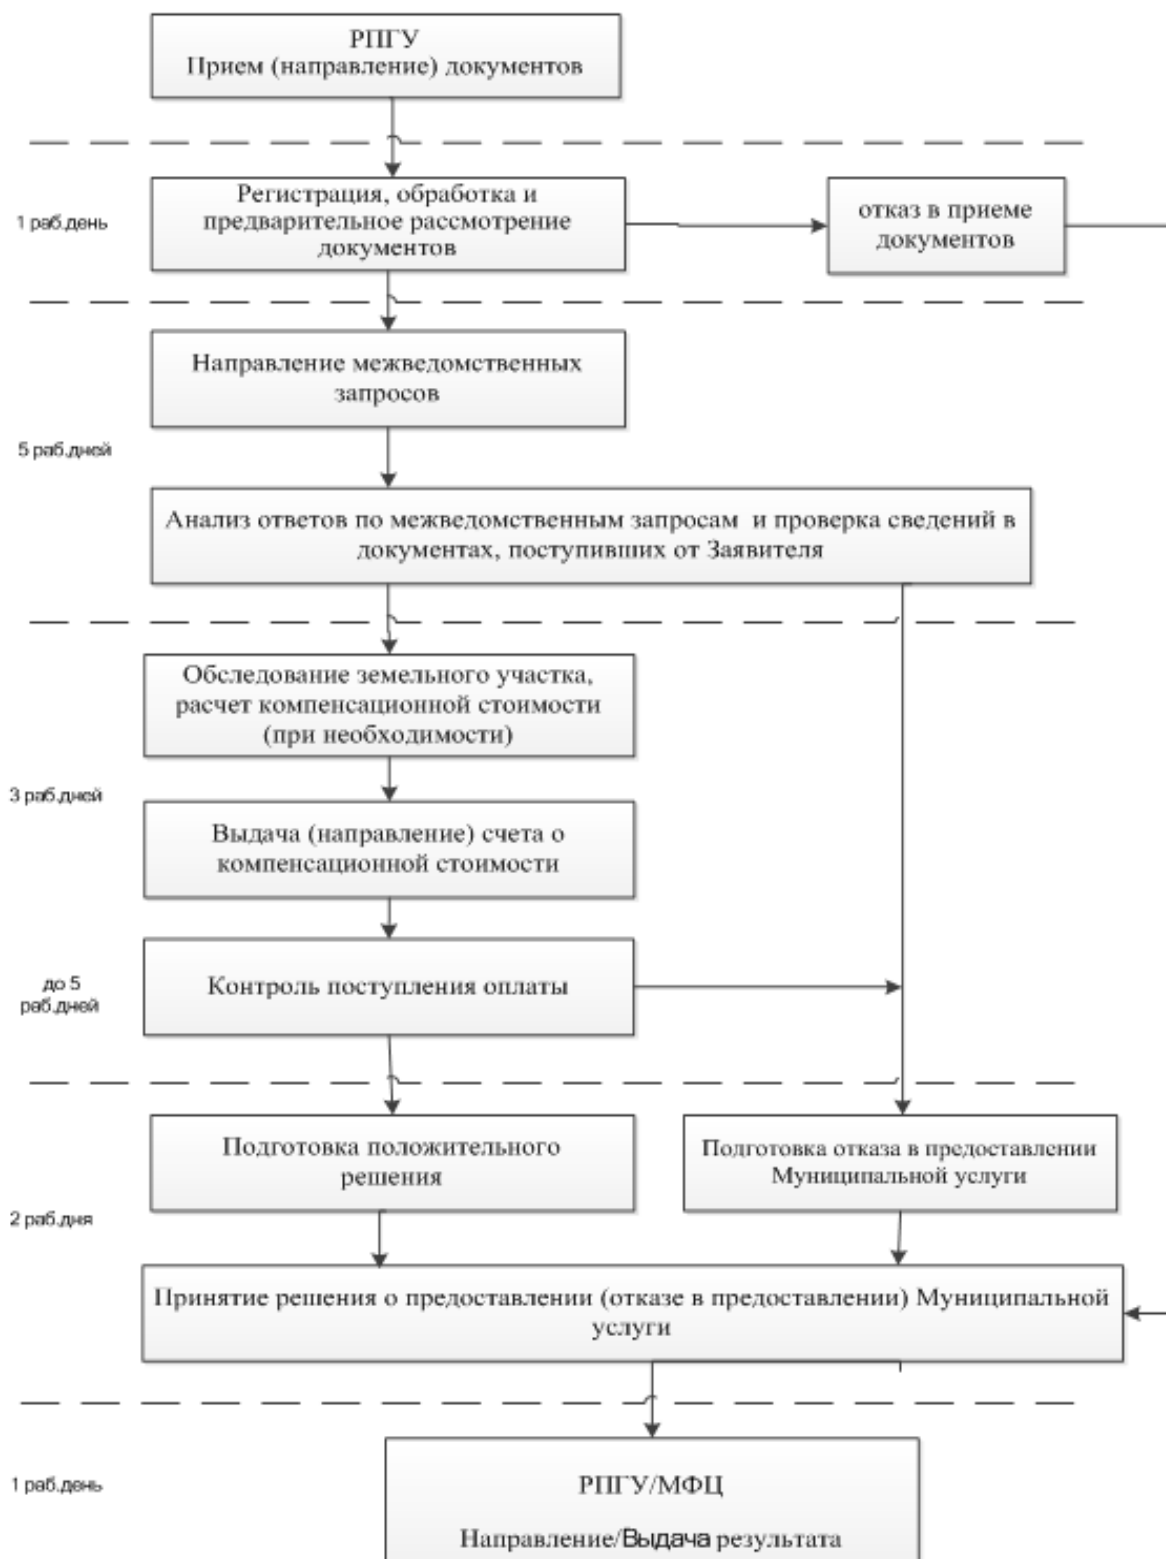 РПГУ
Прием (направление) документов
1 раб.день
Регистрация, обработка и
предварительное рассмотрение
документов
отказ в приеме
документов
Направление межведомственных
запросов
5 раб.дней
Анализ ответов по межведомственным запросам и проверка сведений в
документах, поступивших от Заявителя
Обследование земельного участка,
расчет компенсационной стоимости
(при необходимости)
3 раб.дней
Выдача (направление) счета о
компенсационной стоимости
до 5
раб.дней
Контроль поступления оплаты
Подготовка положительного
решения
Подготовка отказа в предоставлении
Муниципальной услуги
2 раб.дня
Принятие решения о предоставлении (отказе в предоставлении) Муниципальной
услуги
1 раб.день
РПГУ/МФЦ
Направление/Выдача результата